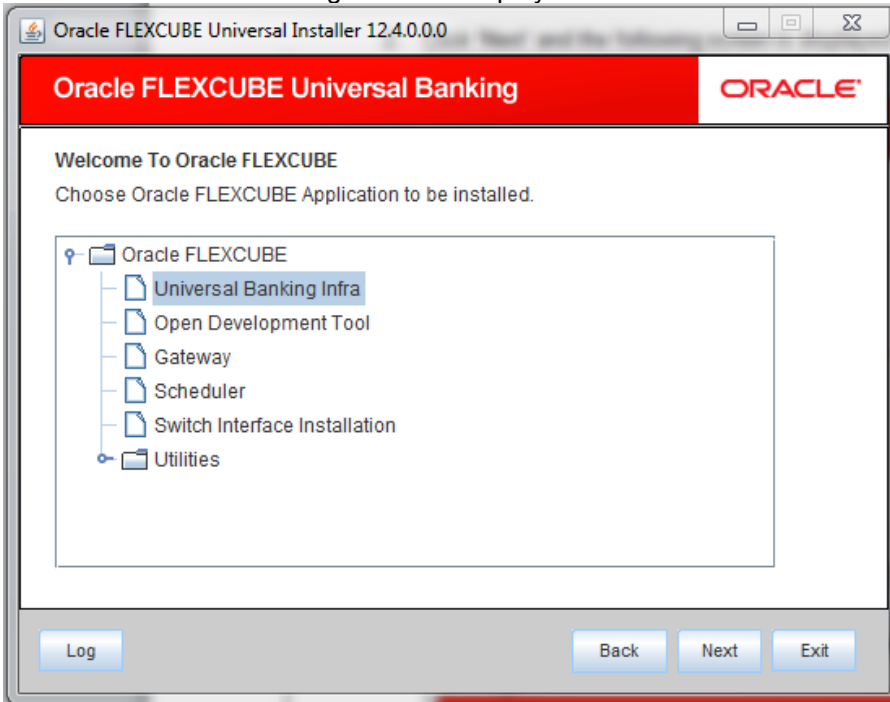 Oracle FLEXCUBE Universal Installer 12.4.0.0.0
Oracle FLEXCUBE Universal Banking
ORACLE
Welcome To Oracle FLEXCUBE
Choose Oracle FLEXCUBE Application to be installed.
Oracle FLEXCUBE
Universal Banking Infra
Open Development Tool
Gateway
Scheduler
Switch Interface Installation
Utilities
Log Back Next Exit